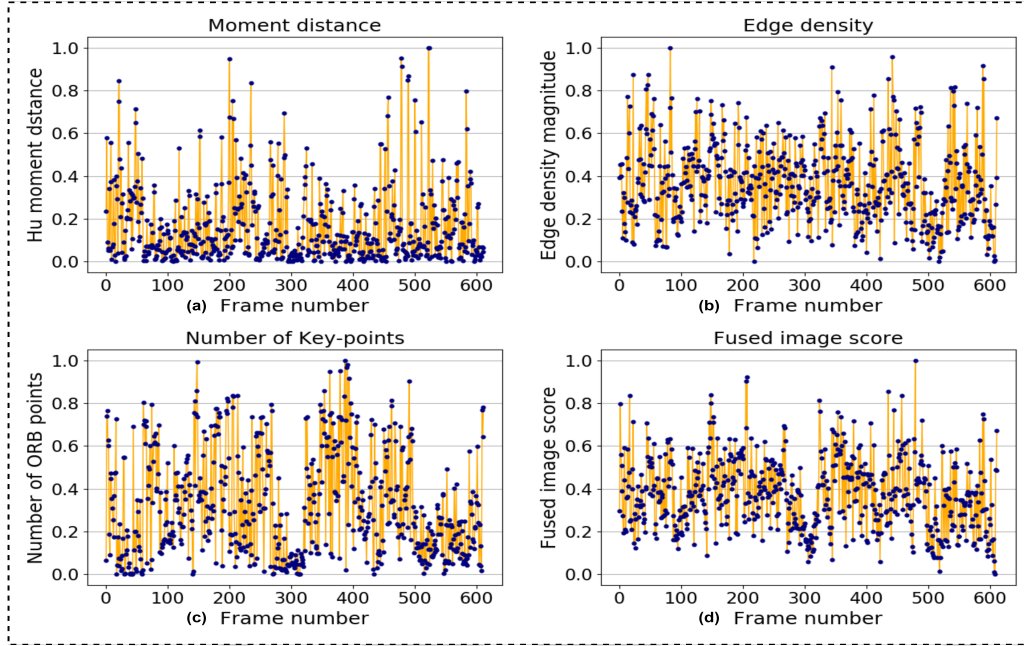 Moment distance
Hu moment dstance
1.0
0.8
0.6
0.4
0.2
0.0
0 100 200 300 400 500 600
(a) Frame number
Edge density
Edge density magnitude
1.0
0.8
0.6
0.4
0.2
0.0
0 100 200 300 400 500 600
(b) Frame number
Number of Key-points
Number of ORB points
1.0
0.8
0.6
0.4
0.2
0.0
0 100 200 300 400 500 600
(c) Frame number
Fused image score
Fused image score
1.0
0.8
0.6
0.4
0.2
0.0
0 100 200 300 400 500 600
(d) Frame number